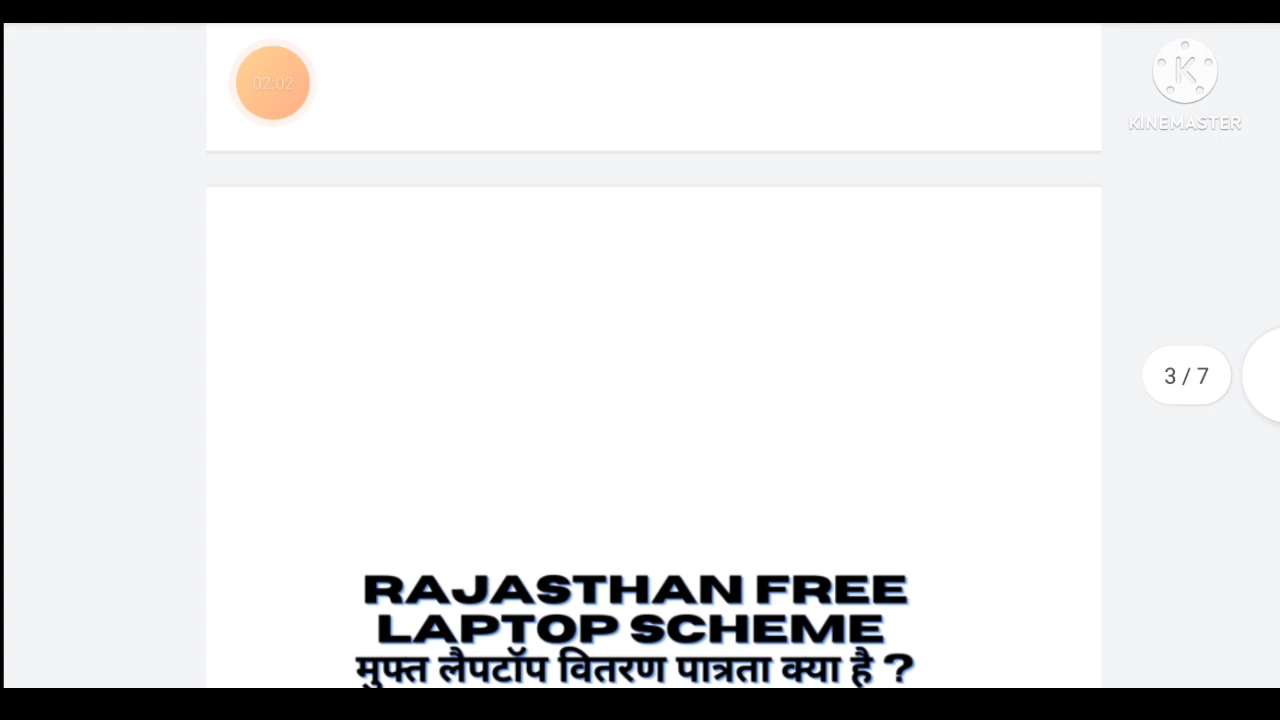 02:02
KINEMASTER
3 / 7
RAJASTHAN FREE
LAPTOP SCHEME
मुफ्त लैपटॉप वितरण पात्रता क्या है ?